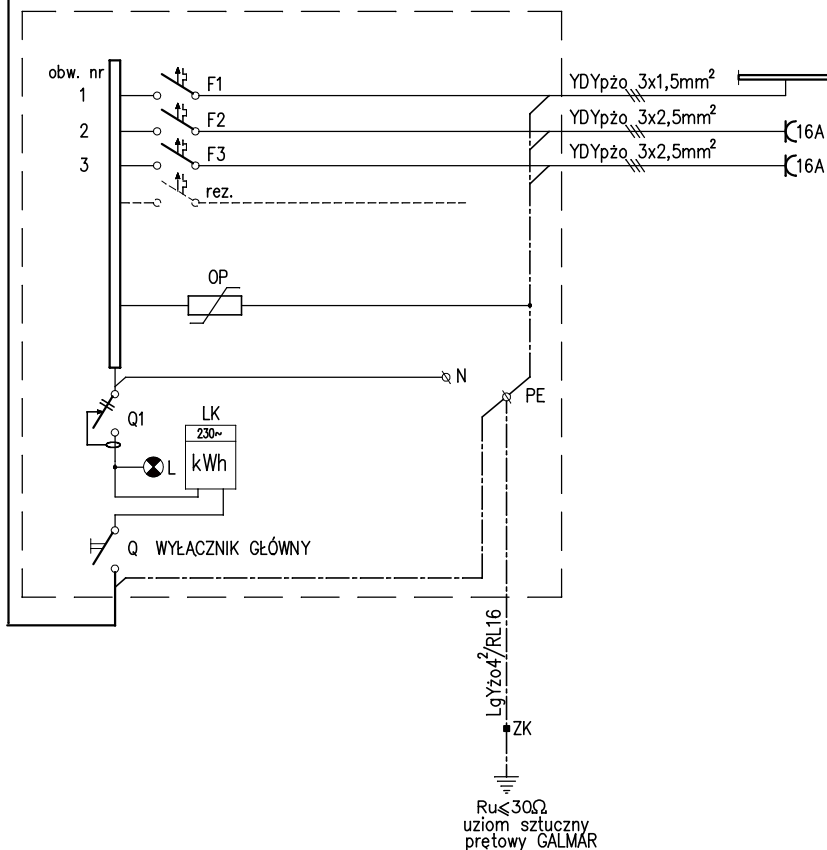 obw. nr
1 F1 YDYpżo 3x1,5mm²
2 F2 YDYpżo 3x2,5mm² 16A
3 F3 YDYpżo 3x2,5mm² 16A
rez.
OP
N
PE
Q1
LK
230~
kWh
L
Q WYŁACZNIK GŁÓWNY
LgYżo4²/RL16
ZK
Ru⩽30Ω
uziom sztuczny
prętowy GALMAR